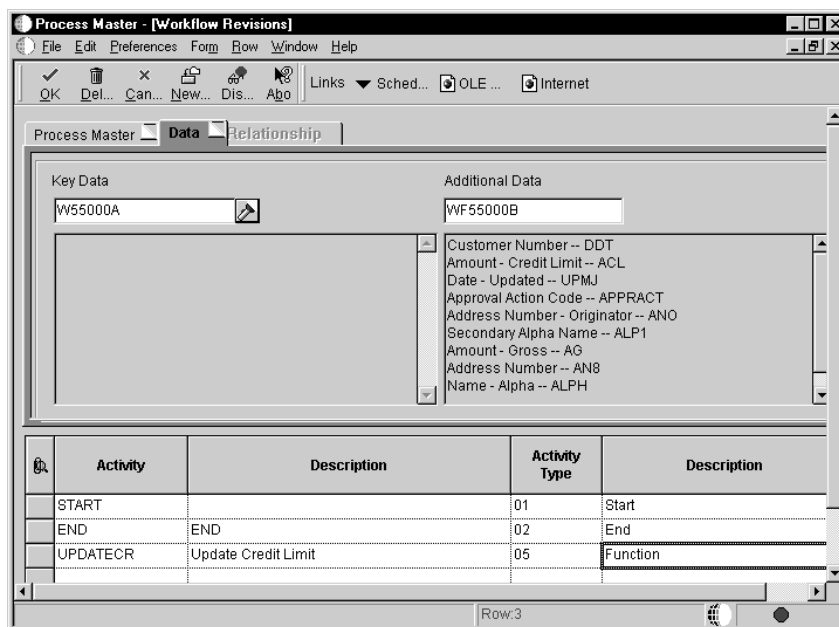 Process Master - [Workflow Revisions]
File Edit Preferences Form Row Window Help
OK Del... Can... New... Dis... Abo Links Sched... OLE ... Internet
Process Master Data Relationship
Key Data Additional Data
W55000A WF55000B
Customer Number -- DDT
Amount - Credit Limit -- ACL
Date - Updated -- UPMJ
Approval Action Code -- APPRACT
Address Number - Originator -- ANO
Secondary Alpha Name -- ALP1
Amount - Gross -- AG
Address Number -- AN8
Name - Alpha -- ALPH
Activity Description Activity Type Description
START 01 Start
END END 02 End
UPDATECR Update Credit Limit 05 Function
Row:3